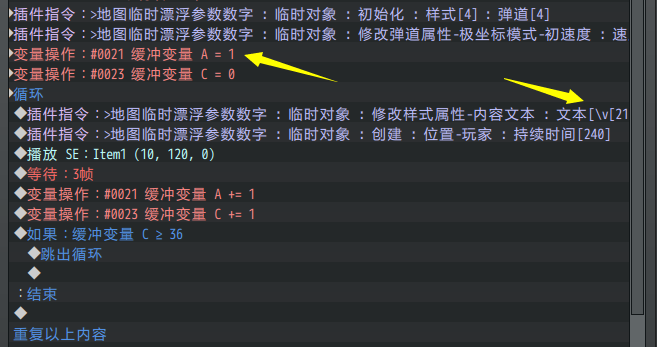 ▶插件指令：>地图临时漂浮参数数字 : 临时对象 : 初始化 : 样式[4] : 弹道[4]
▶插件指令：>地图临时漂浮参数数字 : 临时对象 : 修改弹道属性-极坐标模式-初速度 : 速
▶变量操作：#0021 缓冲变量 A = 1
▶变量操作：#0023 缓冲变量 C = 0
▶循环
◆插件指令：>地图临时漂浮参数数字 : 临时对象 : 修改样式属性-内容文本 : 文本[\v[21
◆插件指令：>地图临时漂浮参数数字 : 临时对象 : 创建 : 位置-玩家 : 持续时间[240]
◆播放 SE：Item1 (10, 120, 0)
◆等待：3帧
◆变量操作：#0021 缓冲变量 A += 1
◆变量操作：#0023 缓冲变量 C += 1
◆如果：缓冲变量 C ≥ 36
◆跳出循环
◆
：结束
◆
重复以上内容